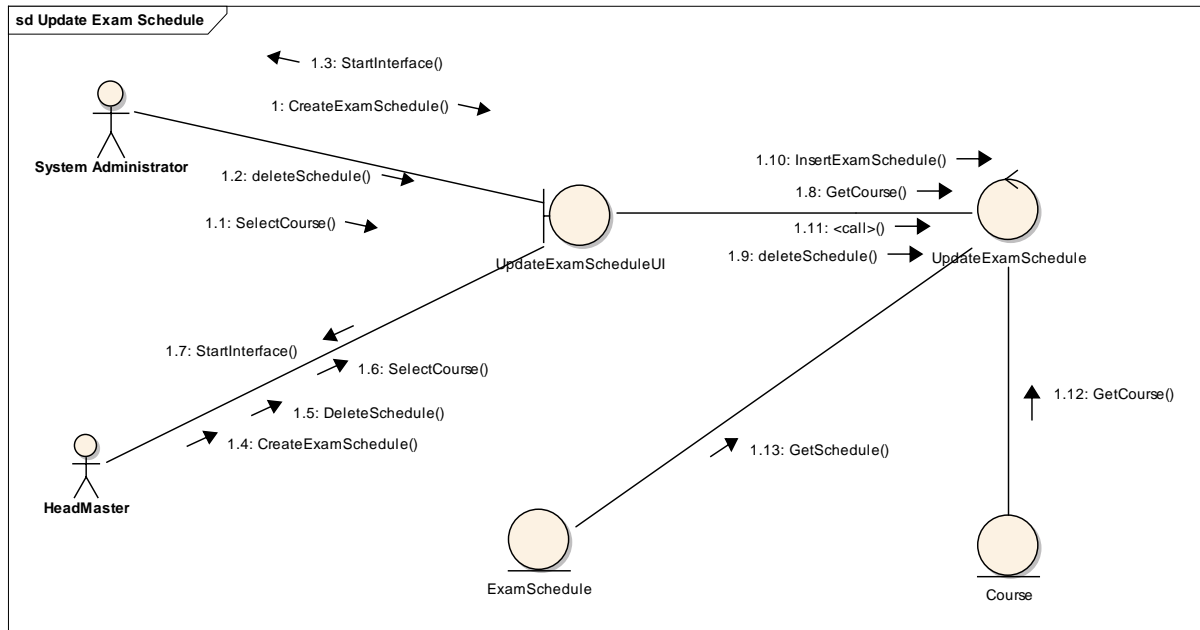 sd Update Exam Schedule
1.3: StartInterface()
1: CreateExamSchedule()
System Administrator
1.2: deleteSchedule()
1.1: SelectCourse()
UpdateExamScheduleUI
1.10: InsertExamSchedule()
1.8: GetCourse()
1.11: <call>()
1.9: deleteSchedule()
UpdateExamSchedule
1.7: StartInterface()
1.6: SelectCourse()
1.5: DeleteSchedule()
1.4: CreateExamSchedule()
HeadMaster
1.12: GetCourse()
1.13: GetSchedule()
ExamSchedule
Course